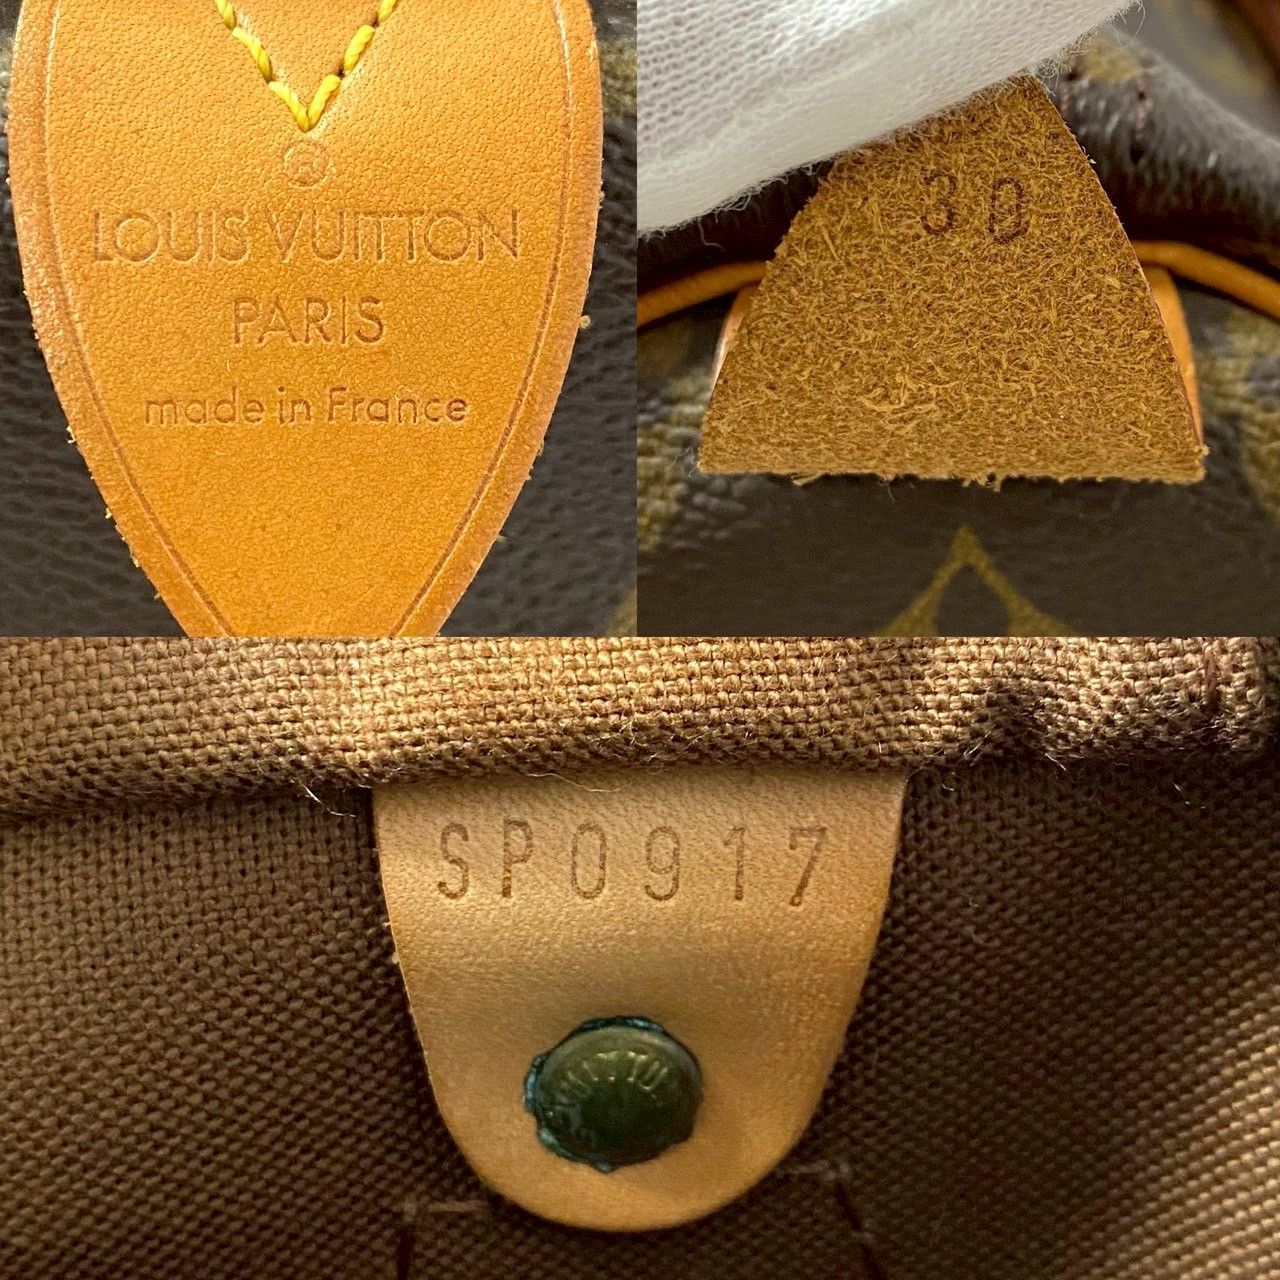 ®
LOUIS VUITTON
PARIS
made in France
30
SP0917